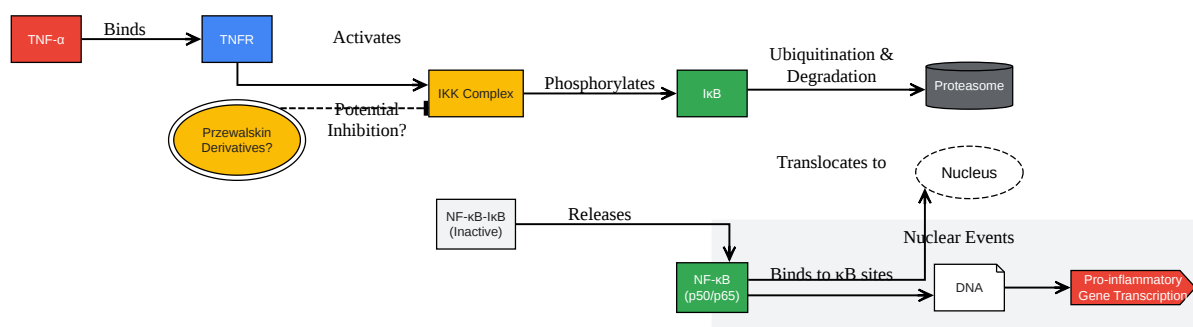 TNF-α
Binds
TNFR
Activates
IKK Complex
Phosphorylates
IκB
Ubiquitination &
Degradation
Proteasome
Potential
Inhibition?
Przewalskin
Derivatives?
Translocates to
Nucleus
NF-κB-IκB
(Inactive)
Releases
Nuclear Events
NF-κB
(p50/p65)
Binds to κB sites
DNA
Pro-inflammatory
Gene Transcription